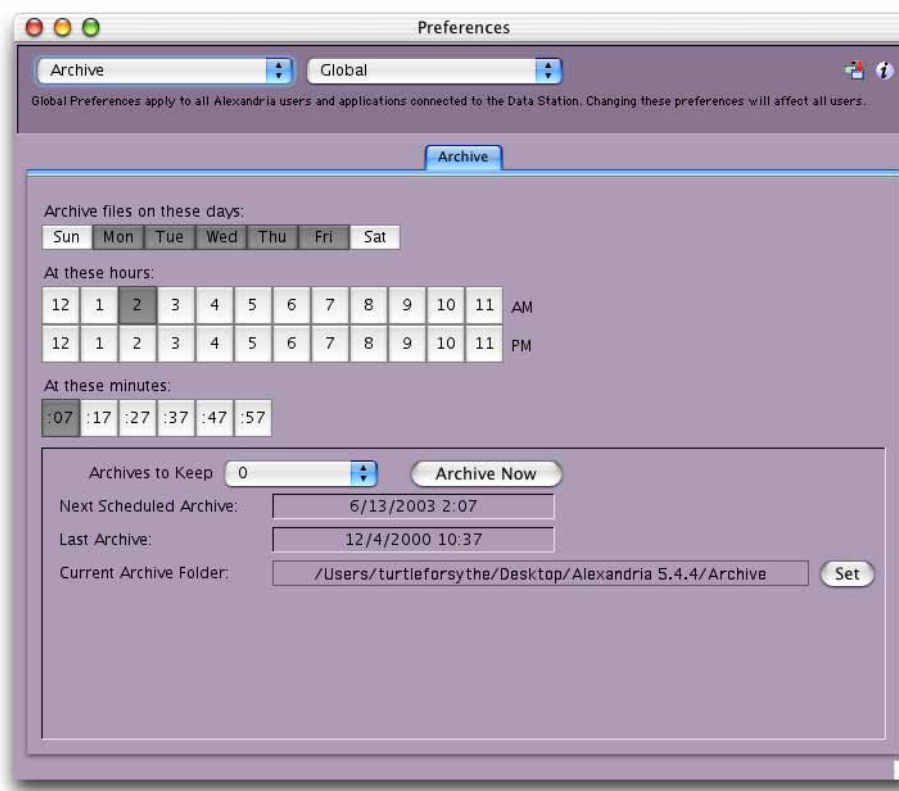 Preferences
Archive Global
Global Preferences apply to all Alexandria users and applications connected to the Data Station. Changing these preferences will affect all users.
Archive
Archive files on these days:
Sun Mon Tue Wed Thu Fri Sat
At these hours:
12 1 2 3 4 5 6 7 8 9 10 11 AM
12 1 2 3 4 5 6 7 8 9 10 11 PM
At these minutes:
:07 :17 :27 :37 :47 :57
Archives to Keep 0 Archive Now
Next Scheduled Archive: 6/13/2003 2:07
Last Archive: 12/4/2000 10:37
Current Archive Folder: /Users/turtleforsythe/Desktop/Alexandria 5.4.4/Archive Set